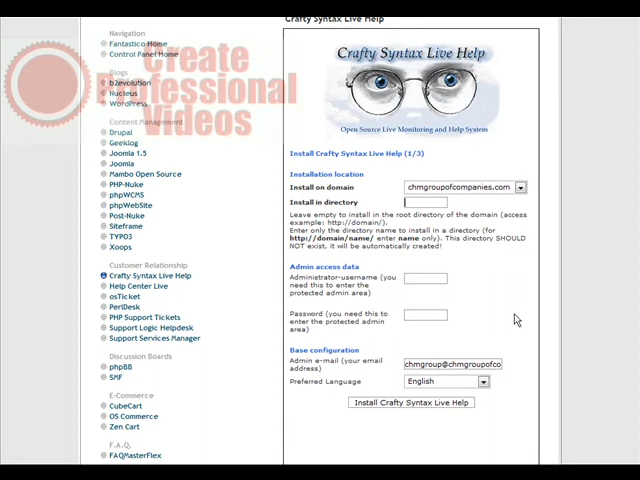 Crafty Syntax Live Help
Navigation
Fantastico Home
Control Panel Home
Blogs
b2evolution
Nucleus
WordPress
Content Management
Drupal
Geeklog
Joomla 1.5
Joomla
Mambo Open Source
PHP-Nuke
phpWCMS
phpWebSite
Post-Nuke
Siteframe
TYPO3
Xoops
Customer Relationship
Crafty Syntax Live Help
Help Center Live
osTicket
PerlDesk
PHP Support Tickets
Support Logic Helpdesk
Support Services Manager
Discussion Boards
phpBB
SMF
E-Commerce
CubeCart
OS Commerce
Zen Cart
F.A.Q.
FAQMasterFlex
Create
Professional
Videos
Crafty Syntax Live Help
Open Source Live Monitoring and Help System
Install Crafty Syntax Live Help (1/3)
Installation location
Install on domain chmgroupofcompanies.com
Install in directory
Leave empty to install in the root directory of the domain (access
example: http://domain/).
Enter only the directory name to install in a directory (for
http://domain/name/ enter name only). This directory SHOULD
NOT exist, it will be automatically created!
Admin access data
Administrator-username (you
need this to enter the
protected admin area)
Password (you need this to
enter the protected admin
area)
Base configuration
Admin e-mail (your email
address) chmgroup@chmgroupofco
Preferred Language English
Install Crafty Syntax Live Help